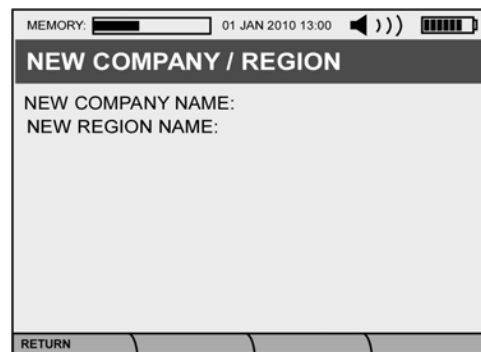 MEMORY: 01 JAN 2010 13:00
NEW COMPANY / REGION
NEW COMPANY NAME:
NEW REGION NAME:
RETURN